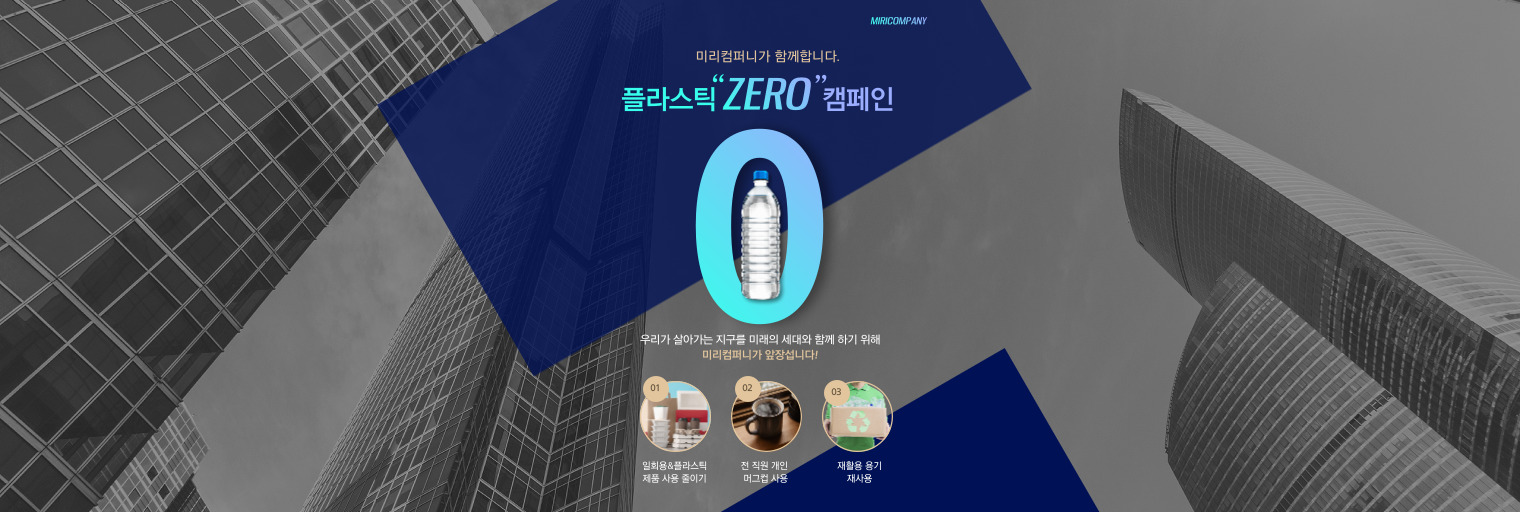 MIRICOMPANY
미리컴퍼니가 함께합니다.
플라스틱 “ZERO” 캠페인
0
우리가 살아가는 지구를 미래의 세대와 함께 하기 위해
미리컴퍼니가 앞장섭니다!
01
02
03
일회용&플라스틱
제품 사용 줄이기
전 직원 개인
머그컵 사용
재활용 용기
재사용